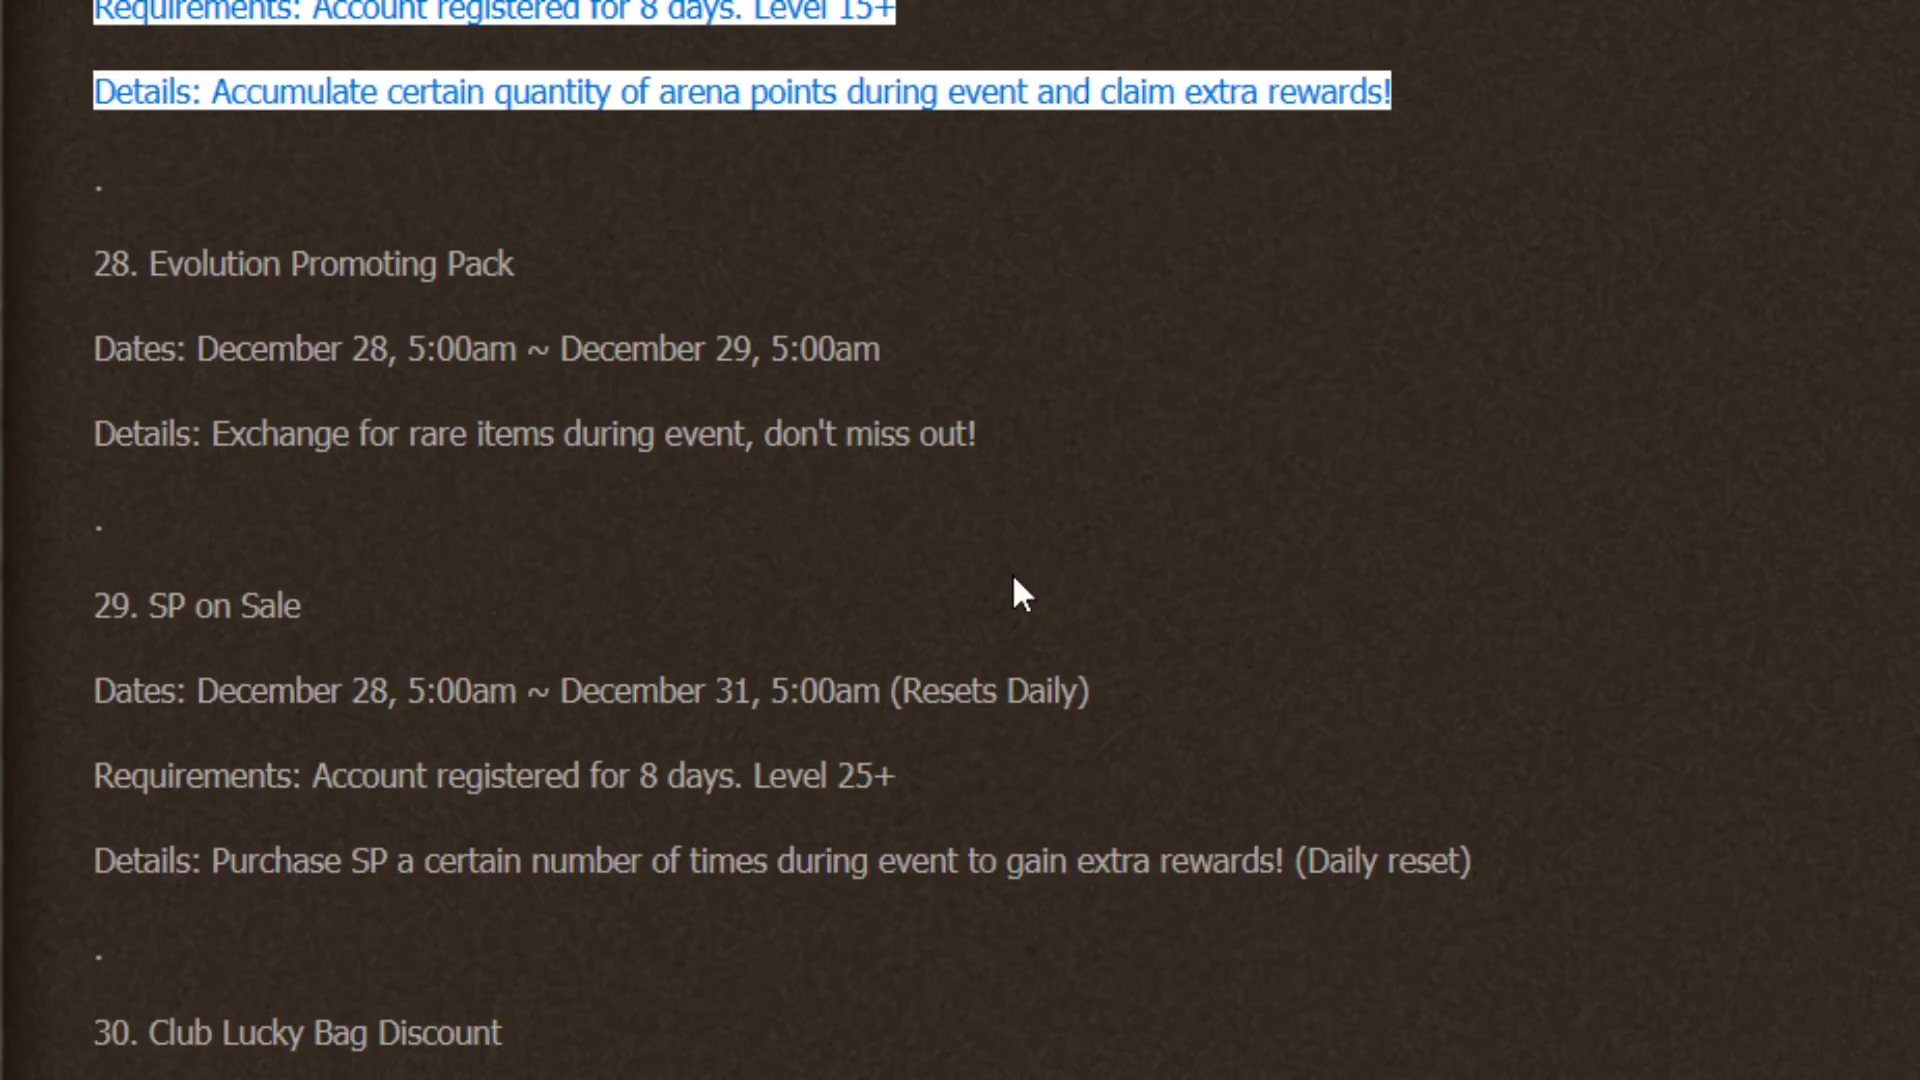 Requirements: Account registered for 8 days. Level 15+
Details: Accumulate certain quantity of arena points during event and claim extra rewards!
.
28. Evolution Promoting Pack
Dates: December 28, 5:00am ~ December 29, 5:00am
Details: Exchange for rare items during event, don't miss out!
.
29. SP on Sale
Dates: December 28, 5:00am ~ December 31, 5:00am (Resets Daily)
Requirements: Account registered for 8 days. Level 25+
Details: Purchase SP a certain number of times during event to gain extra rewards! (Daily reset)
.
30. Club Lucky Bag Discount